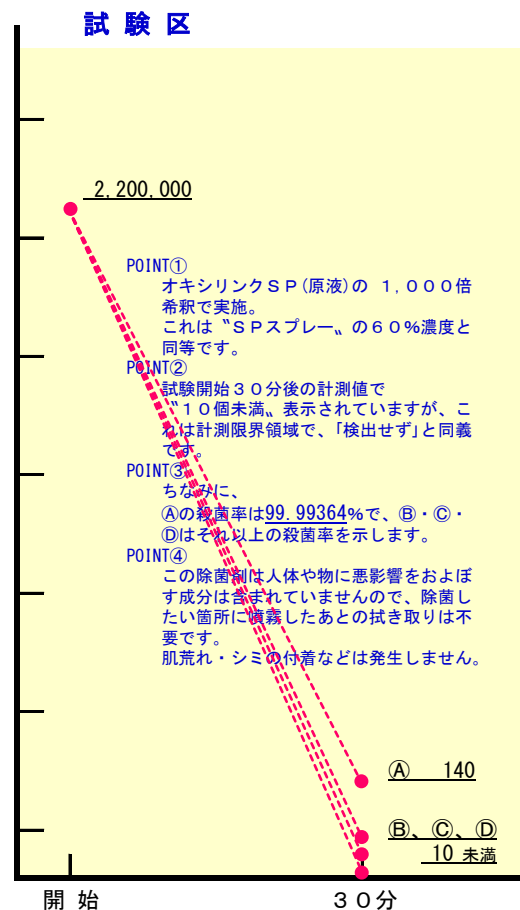 試験区
2,200,000
POINT①
オキシリンクＳＰ(原液)の １,０００倍
希釈で実施。
これは〝ＳＰスプレー〟の６０%濃度と
同等です。
POINT②
試験開始３０分後の計測値で
〝１０個未満〟表示されていますが、こ
れは計測限界領域で、｢検出せず｣と同義
です。
POINT③
ちなみに、
Ⓐの殺菌率は99.99364%で、Ⓑ・Ⓒ・
Ⓓはそれ以上の殺菌率を示します。
POINT④
この除菌剤は人体や物に悪影響をおよぼ
す成分は含まれていませんので、除菌し
たい箇所に噴霧したあとの拭き取りは不
要です。
肌荒れ・シミの付着などは発生しません。
Ⓐ 140
Ⓑ、Ⓒ、Ⓓ
10 未満
開 始
３０分